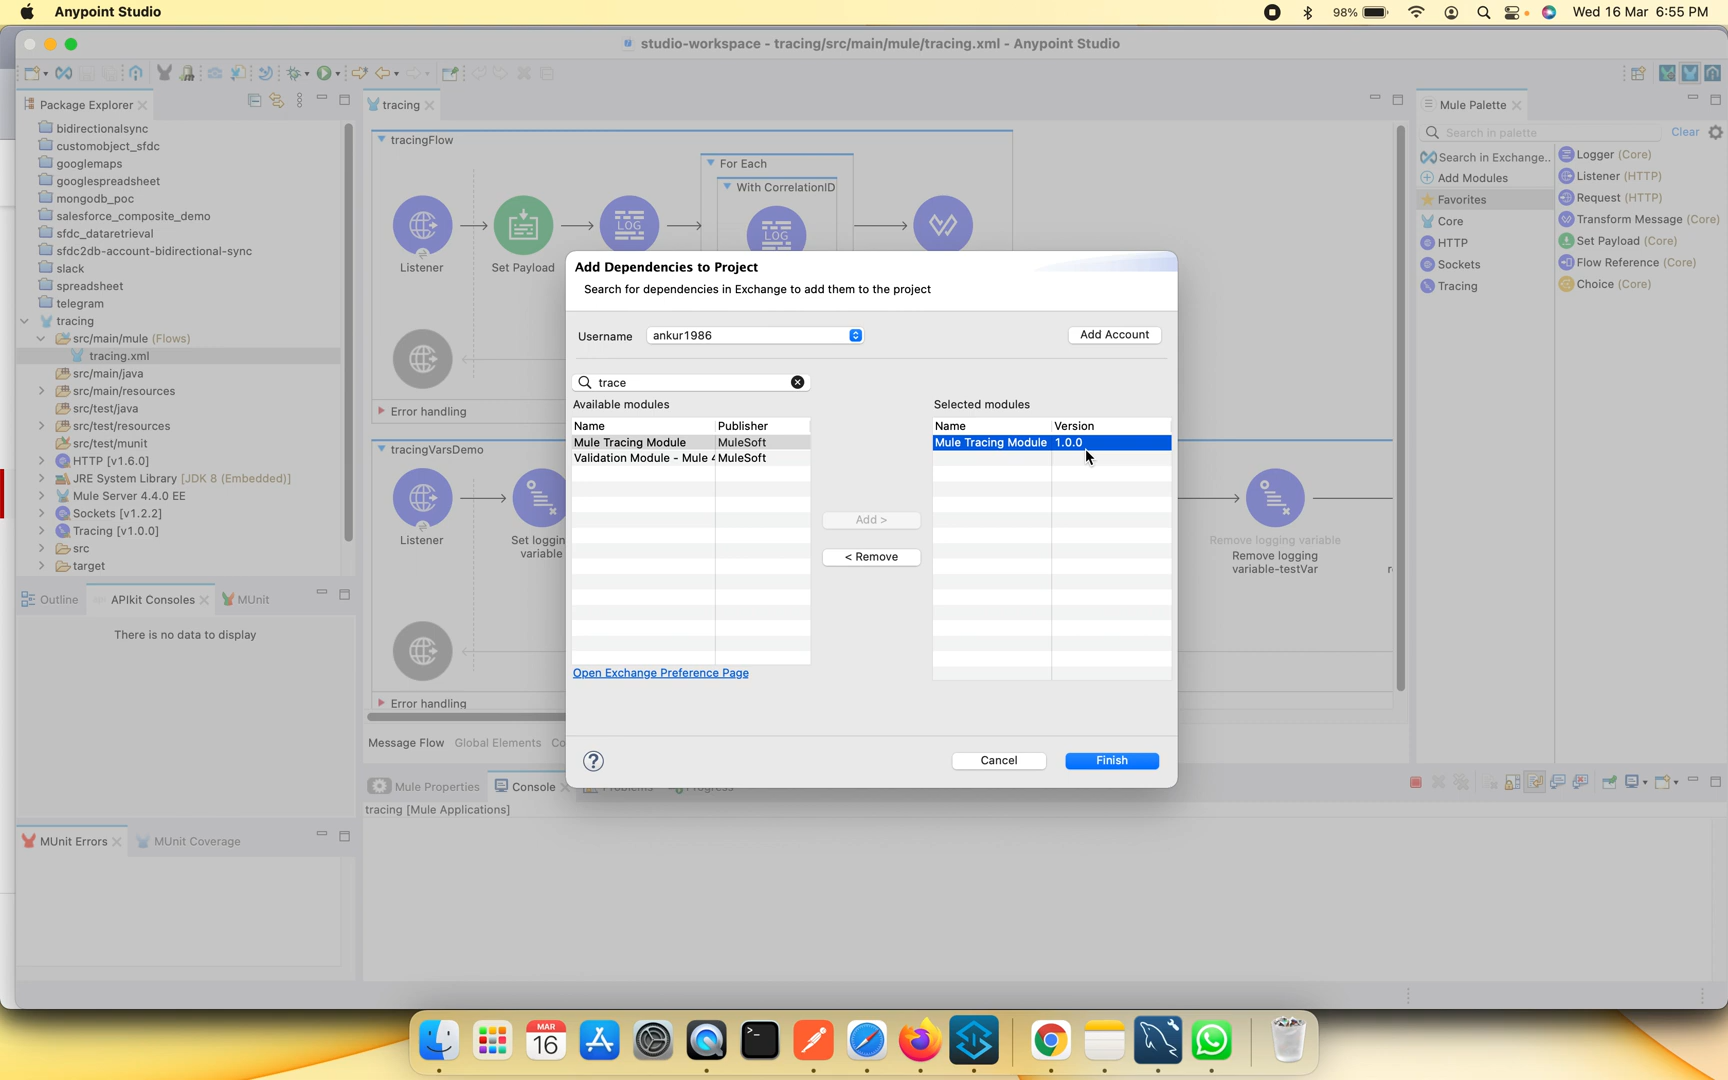 Anypoint Studio
98%
Wed 16 Mar 6:55 PM
studio-workspace - tracing/src/main/mule/tracing.xml - Anypoint Studio
Package Explorer
bidirectionalsync
customobject_sfdc
googlemaps
googlespreadsheet
mongodb_poc
salesforce_composite_demo
sfdc_dataretrieval
sfdc2db-account-bidirectional-sync
slack
spreadsheet
telegram
tracing
src/main/mule (Flows)
tracing.xml
src/main/java
src/main/resources
src/test/java
src/test/resources
src/test/munit
HTTP [v1.6.0]
JRE System Library [JDK 8 (Embedded)]
Mule Server 4.4.0 EE
Sockets [v1.2.2]
Tracing [v1.0.0]
src
target
Outline
APIkit Consoles
MUnit
There is no data to display
MUnit Errors
MUnit Coverage
tracing
tracingFlow
For Each
With CorrelationID
LOG
LOG
Listener
Set Payload
Error handling
tracingVarsDemo
Listener
Set loggin
variable
Remove logging variable
Remove logging
variable-testVar
Error handling
Message Flow
Global Elements
Co
Add Dependencies to Project
Search for dependencies in Exchange to add them to the project
Username
ankur1986
Add Account
trace
Available modules
Name
Publisher
Mule Tracing Module
MuleSoft
Validation Module - Mule 4
MuleSoft
Add >
< Remove
Selected modules
Name
Version
Mule Tracing Module
1.0.0
Open Exchange Preference Page
?
Cancel
Finish
Mule Palette
Search in palette
Clear
Search in Exchange..
Add Modules
Favorites
Core
HTTP
Sockets
Tracing
Logger (Core)
Listener (HTTP)
Request (HTTP)
Transform Message (Core)
Set Payload (Core)
Flow Reference (Core)
Choice (Core)
Mule Properties
Console
tracing [Mule Applications]
MAR
16